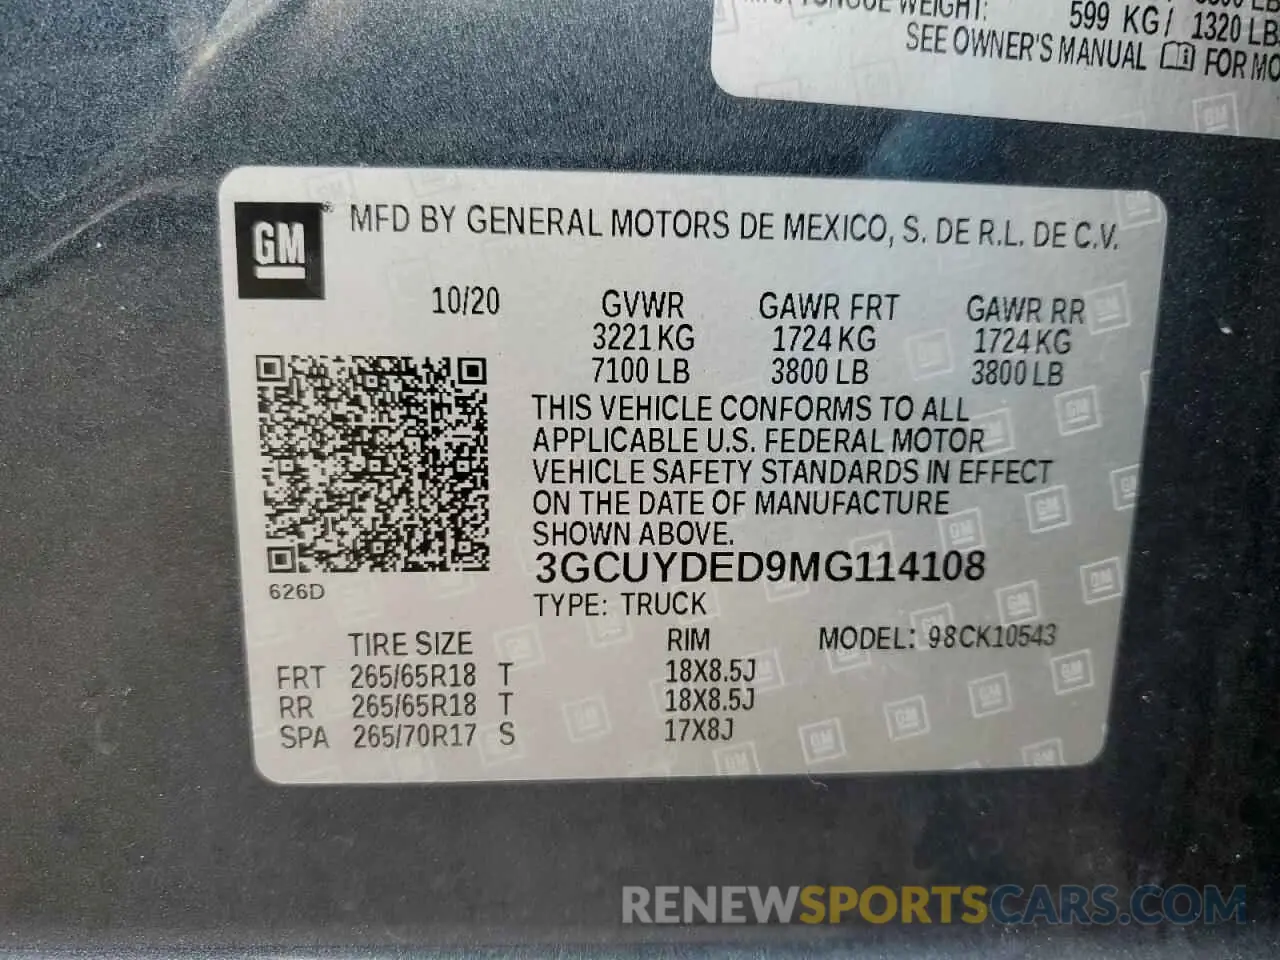 TONGUE WEIGHT: 599 KG/ 1320 LB
SEE OWNER'S MANUAL FOR MO
GM ® MFD BY GENERAL MOTORS DE MEXICO, S. DE R.L. DE C.V.
10/20 GVWR GAWR FRT GAWR RR
3221 KG 1724 KG 1724 KG
7100 LB 3800 LB 3800 LB
THIS VEHICLE CONFORMS TO ALL
APPLICABLE U.S. FEDERAL MOTOR
VEHICLE SAFETY STANDARDS IN EFFECT
ON THE DATE OF MANUFACTURE
SHOWN ABOVE.
3GCUYDED9MG114108
626D
TYPE: TRUCK
TIRE SIZE RIM MODEL: 98CK10543
FRT 265/65R18 T 18X8.5J
RR 265/65R18 T 18X8.5J
SPA 265/70R17 S 17X8J
RENEWSPORTSCARS.COM